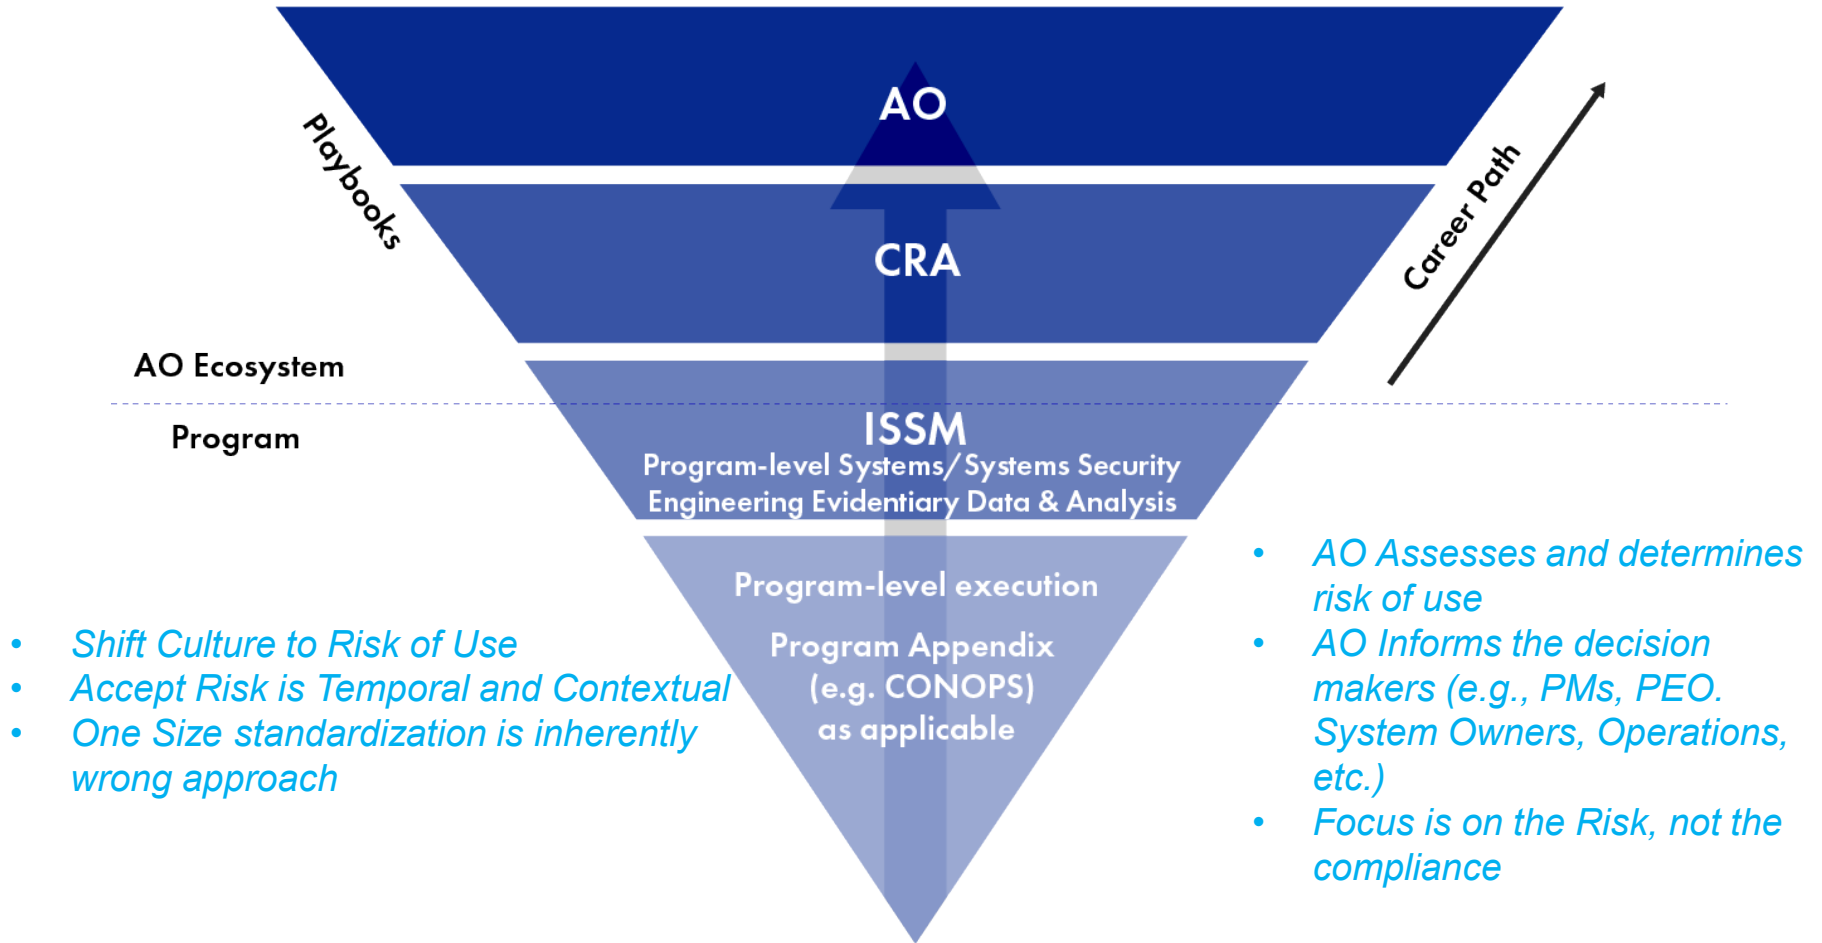 AO
Playbooks
Career Path
CRA
AO Ecosystem
Program
ISSM
Program-level Systems/Systems Security
Engineering Evidentiary Data & Analysis
Program-level execution
Program Appendix
(e.g. CONOPS)
as applicable
• Shift Culture to Risk of Use
• Accept Risk is Temporal and Contextual
• One Size standardization is inherently
wrong approach
• AO Assesses and determines
risk of use
• AO Informs the decision
makers (e.g., PMs, PEO.
System Owners, Operations,
etc.)
• Focus is on the Risk, not the
compliance